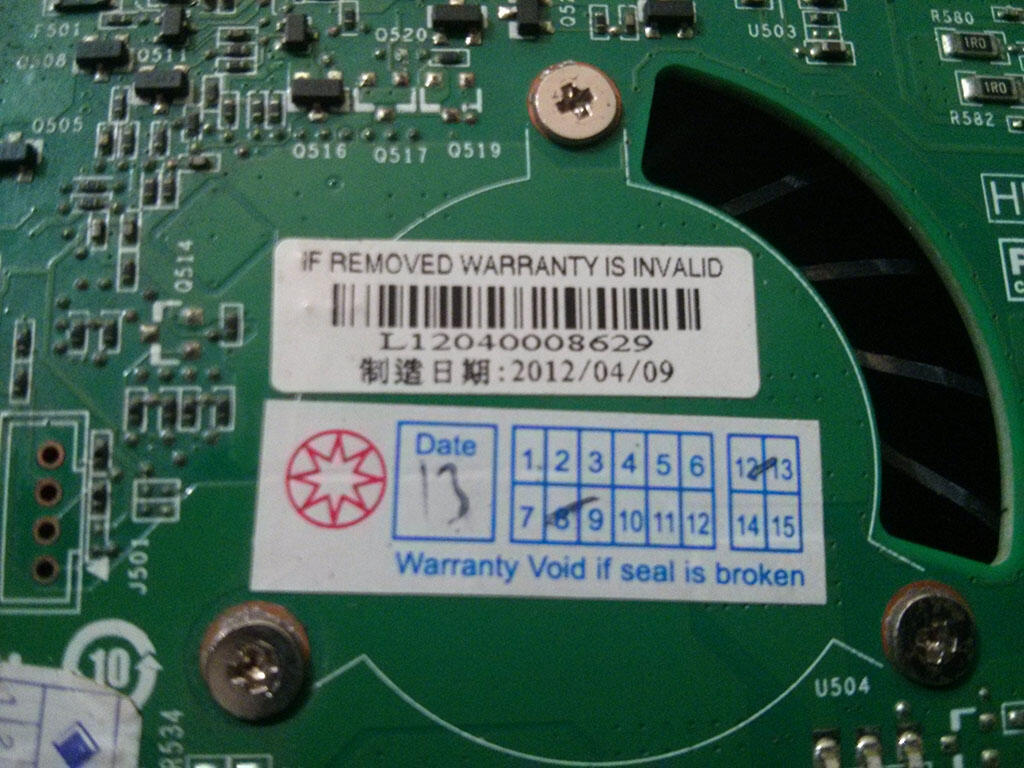 F501
Q508
Q511
Q520
U503
R580
1R0
1R0
R582
Q505
Q516
Q517
Q519
Q514
IF REMOVED WARRANTY IS INVALID
L12040008629
制造日期:2012/04/09
Date
13
1 2 3 4 5 6
7 8 9 10 11 12
12 13
14 15
Warranty Void if seal is broken
J501
10
R534
U504